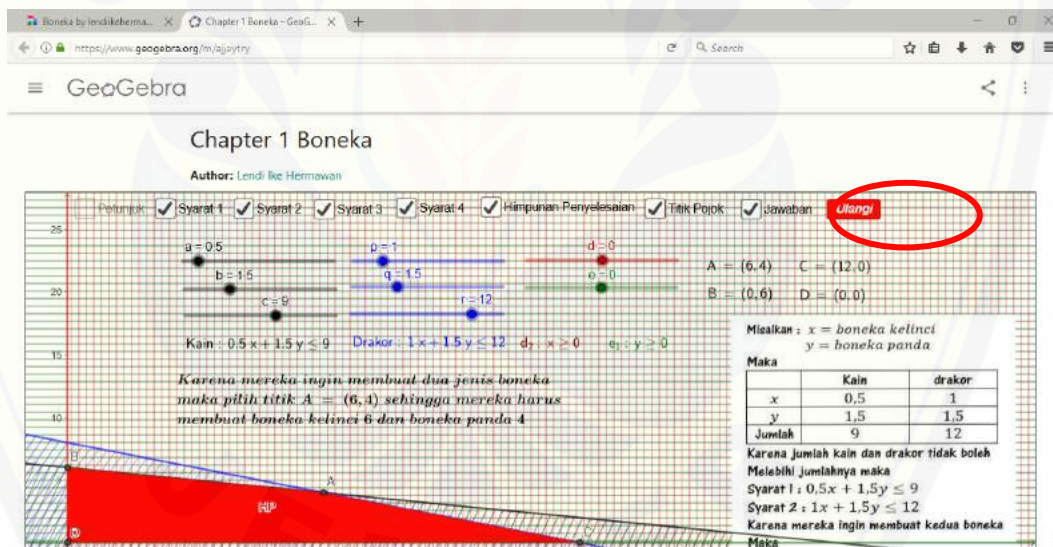 Boneka by lendiikeherma...
Chapter 1 Boneka – GeoG...
https://www.geogebra.org/m/ajjaytry
Search
GeoGebra
Chapter 1 Boneka
Author: Lendi Ike Hermawan
Petunjuk Syarat 1 Syarat 2 Syarat 3 Syarat 4 Himpunan Penyelesaian Titik Pojok Jawaban Ulangi
25
20
15
10
a = 0.5
b = 1.5
c = 9
p = 1
q = 1.5
r = 12
d = 0
e = 0
A = (6,4) C = (12,0)
B = (0,6) D = (0,0)
Kain : 0.5 x + 1.5 y ≤ 9 Drakor : 1 x + 1.5 y ≤ 12 d₂ : x ≥ 0 e₁ : y ≥ 0
Karena mereka ingin membuat dua jenis boneka
maka pilih titik A = (6,4) sehingga mereka harus
membuat boneka kelinci 6 dan boneka panda 4
Misalkan : x = boneka kelinci
y = boneka panda
Maka
Kain drakor
x 0,5 1
y 1,5 1,5
Jumlah 9 12
Karena jumlah kain dan drakor tidak boleh
Melebihi jumlahnya maka
Syarat 1 : 0,5x + 1,5y ≤ 9
Syarat 2 : 1x + 1,5y ≤ 12
Karena mereka ingin membuat kedua boneka
Maka
B
A
HP
D
C